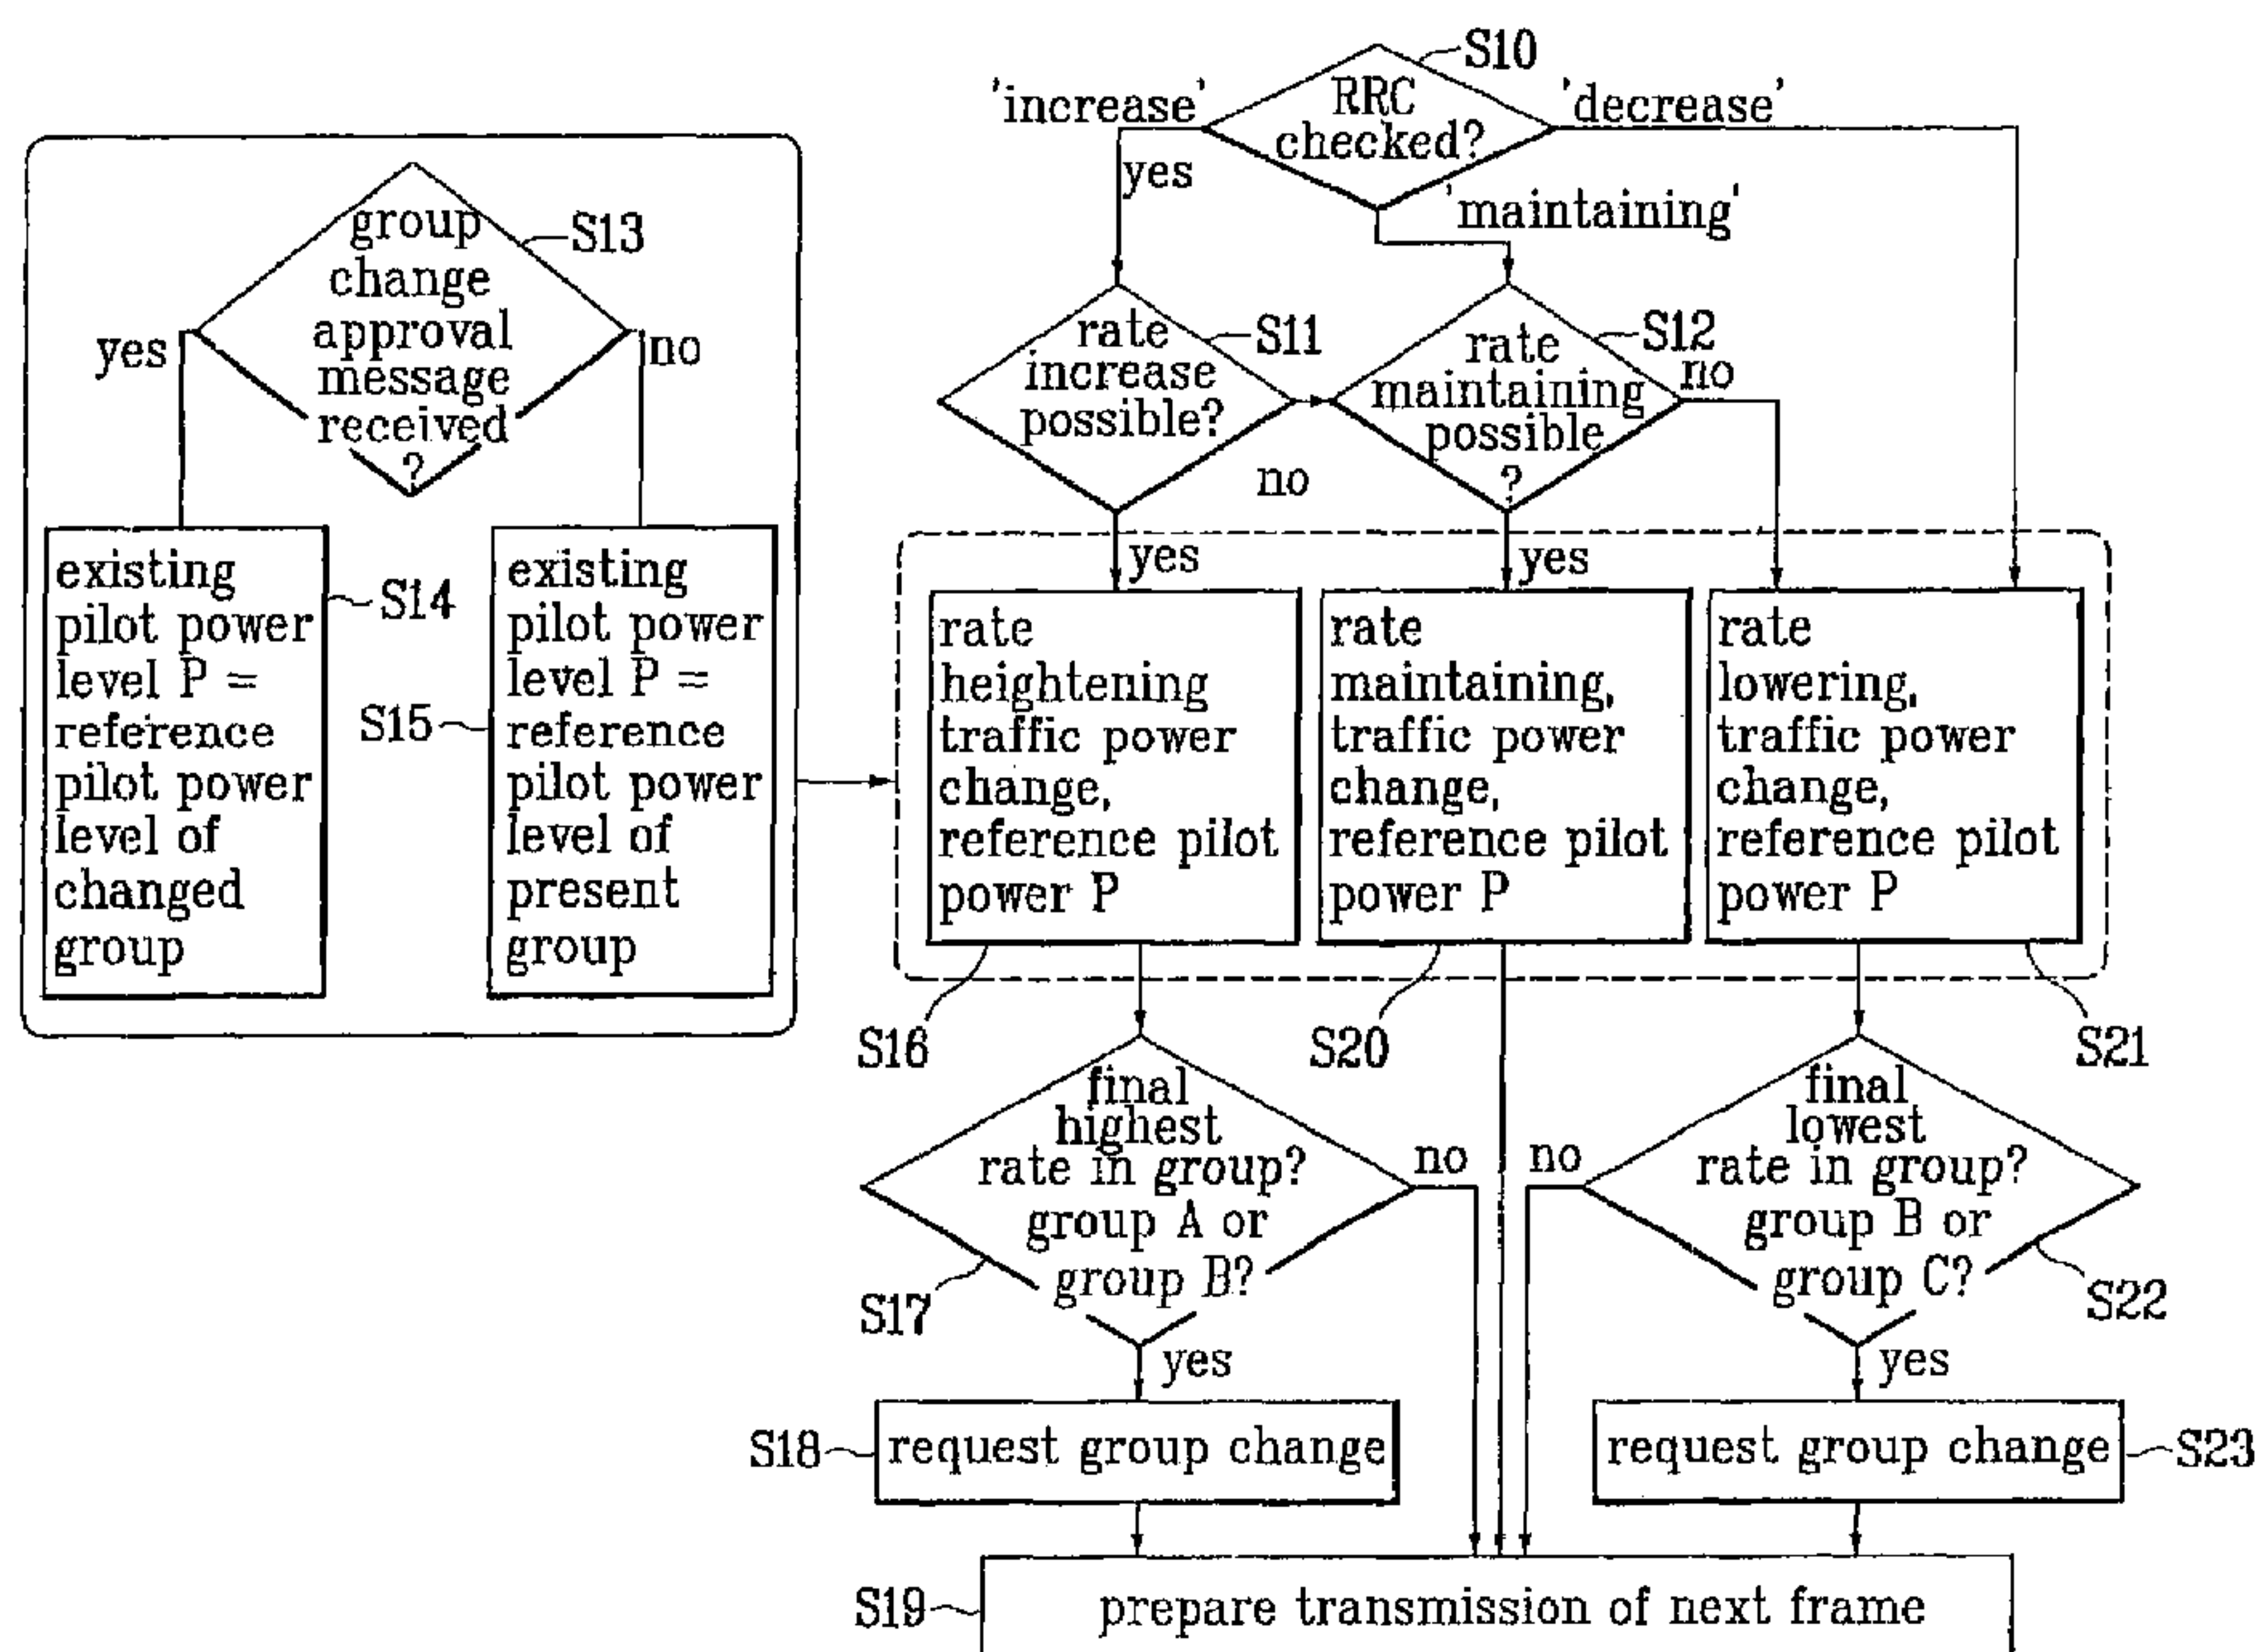 S10
'increase'
RRC
checked?
'decrease'
yes
'maintaining'
group
change
approval
message
received
?
S13
yes
no
rate
increase
possible?
S11
no
rate
maintaining
possible
?
S12
no
existing
pilot power
level P =
reference
pilot power
level of
changed
group
S14
existing
pilot power
level P =
reference
pilot power
level of
present
group
S15
yes
yes
rate
heightening
traffic power
change,
reference pilot
power P
rate
maintaining,
traffic power
change,
reference pilot
power P
rate
lowering,
traffic power
change,
reference pilot
power P
S16
S20
S21
final
highest
rate in group?
group A or
group B?
S17
no
no
final
lowest
rate in group?
group B or
group C?
S22
yes
yes
S18
request group change
request group change
S23
S19
prepare transmission of next frame